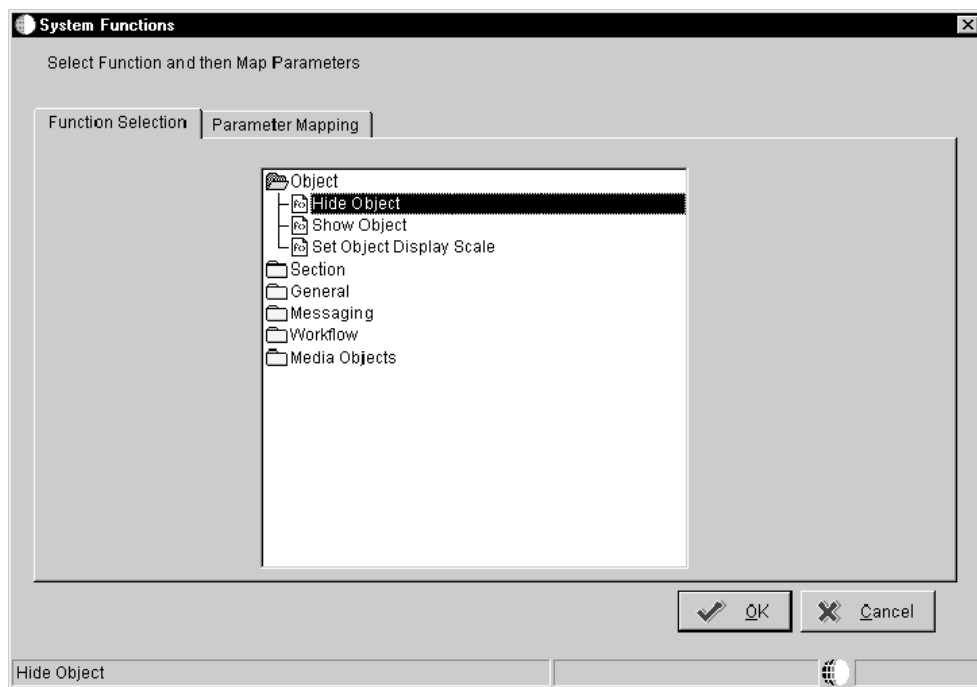 System Functions
Select Function and then Map Parameters
Function Selection
Parameter Mapping
Object
Hide Object
Show Object
Set Object Display Scale
Section
General
Messaging
Workflow
Media Objects
OK
Cancel
Hide Object